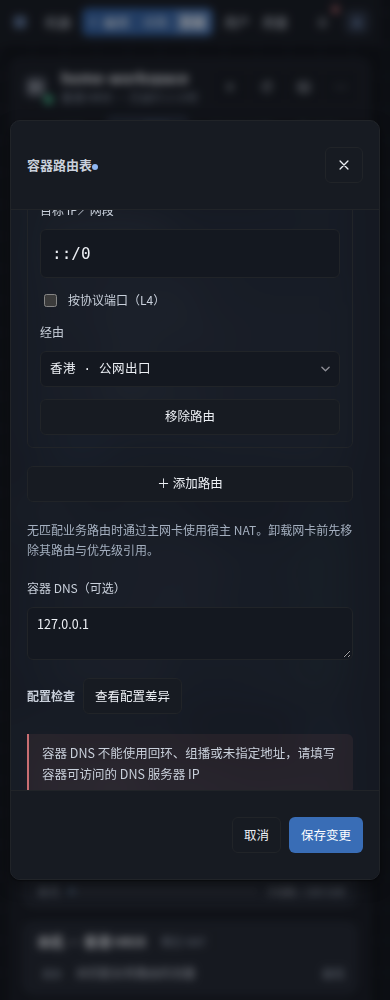 容器路由表
目标 IP／网段
::/0
按协议端口（L4）
经由
香港 · 公网出口
移除路由
＋ 添加路由
无匹配业务路由时通过主网卡使用宿主 NAT。卸载网卡前先移
除其路由与优先级引用。
容器 DNS（可选）
127.0.0.1
配置检查
查看配置差异
容器 DNS 不能使用回环、组播或未指定地址，请填写
容器可访问的 DNS 服务器 IP
取消
保存变更